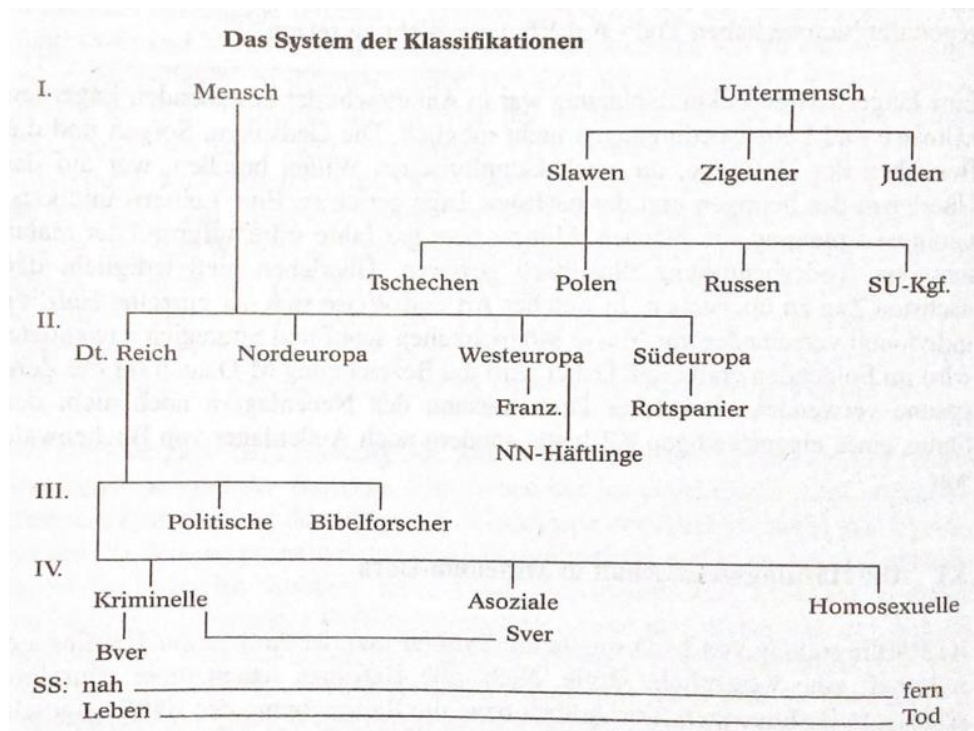 Das System der Klassifikationen
I. Mensch Untermensch
Slawen Zigeuner Juden
Tschechen Polen Russen SU-Kgf.
II.
Dt. Reich Nordeuropa Westeuropa Südeuropa
Franz. Rotspanier
NN-Häftlinge
III.
Politische Bibelforscher
IV.
Kriminelle Asoziale Homosexuelle
Bver Sver
SS: nah fern
Leben Tod